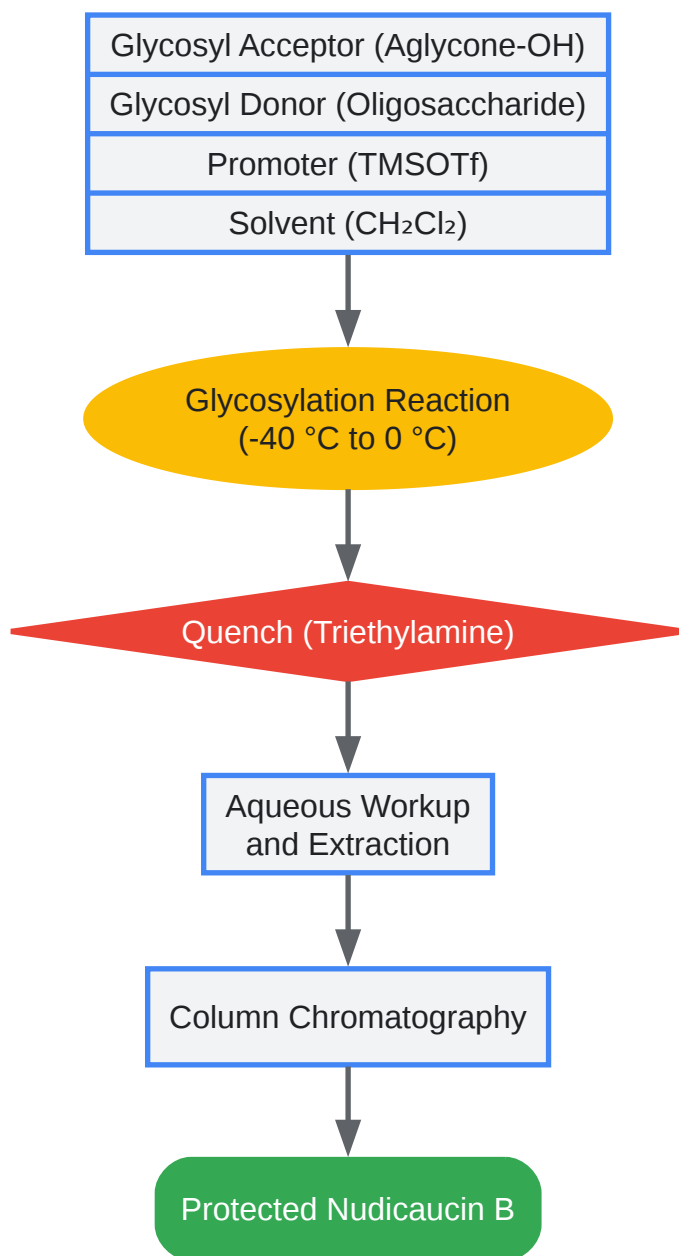 Glycosyl Acceptor (Aglycone-OH)
Glycosyl Donor (Oligosaccharide)
Promoter (TMSOTf)
Solvent (CH₂Cl₂)
Glycosylation Reaction
(-40 °C to 0 °C)
Quench (Triethylamine)
Aqueous Workup
and Extraction
Column Chromatography
Protected Nudicaucin B